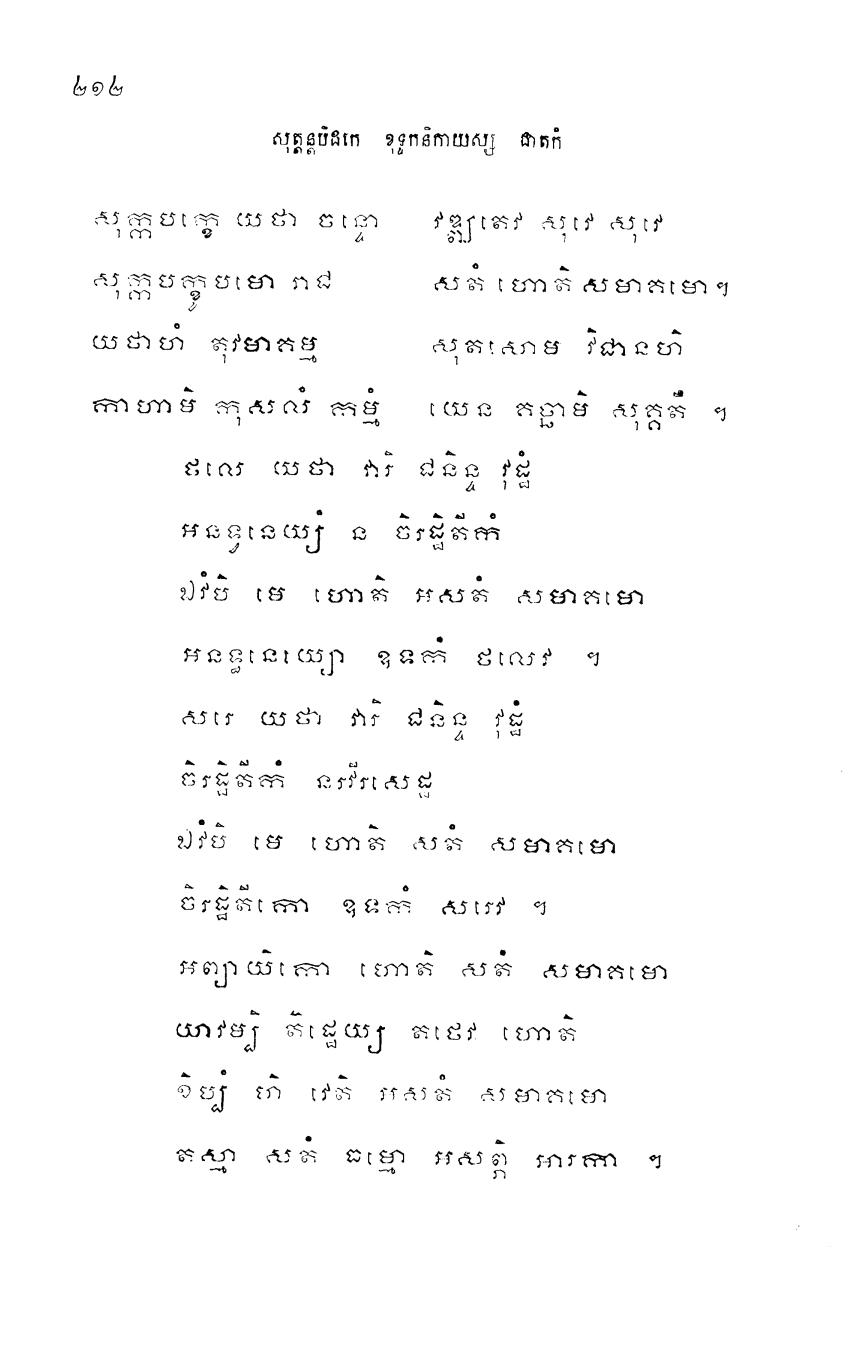 ២១២
សុត្តន្តបិដកេ ខុទ្ទកនិកាយស្ស ជាតកំ
សុក្កបក្ខេ យថា ចន្ទោ វឌ្ឍតេវ សុវេ សុវេ
សុក្កបក្ខូបមោ រាជ សតំ ហោតិ សមាគមោ។
យថាហំ តុវមាគម្ម សុតសោម វិជានហិ
កាហាមិ កុសលំ កម្មំ យេន គច្ឆាមិ សុគ្គតឹ ។
ថលេ យថា វារិ ជនិន្ទ វុដ្ឋំ
អនទ្ធនេយ្យំ ន ចិរដ្ឋិតីកំ
ឯវំបិ មេ ហោតិ អសតំ សមាគមោ
អនទ្ធនេយ្យោ ឧទកំ ថលេវ ។
សរេ យថា វារិ ជនិន្ទ វុដ្ឋំ
ចិរដ្ឋិតីកំ នរវីរសេដ្ឋ
ឯវំបិ មេ ហោតិ សតំ សមាគមោ
ចិរដ្ឋិតីកោ ឧទកំ សរេវ ។
អព្យាយិកោ ហោតិ សតំ សមាគមោ
យាវម្បិ តិដ្ឋេយ្យ តថេវ ហោតិ
ខិប្បំ ហិ វេតិ អសតំ សមាគមោ
តស្មា សតំ ធម្មោ អសព្ភិ អារកា ។